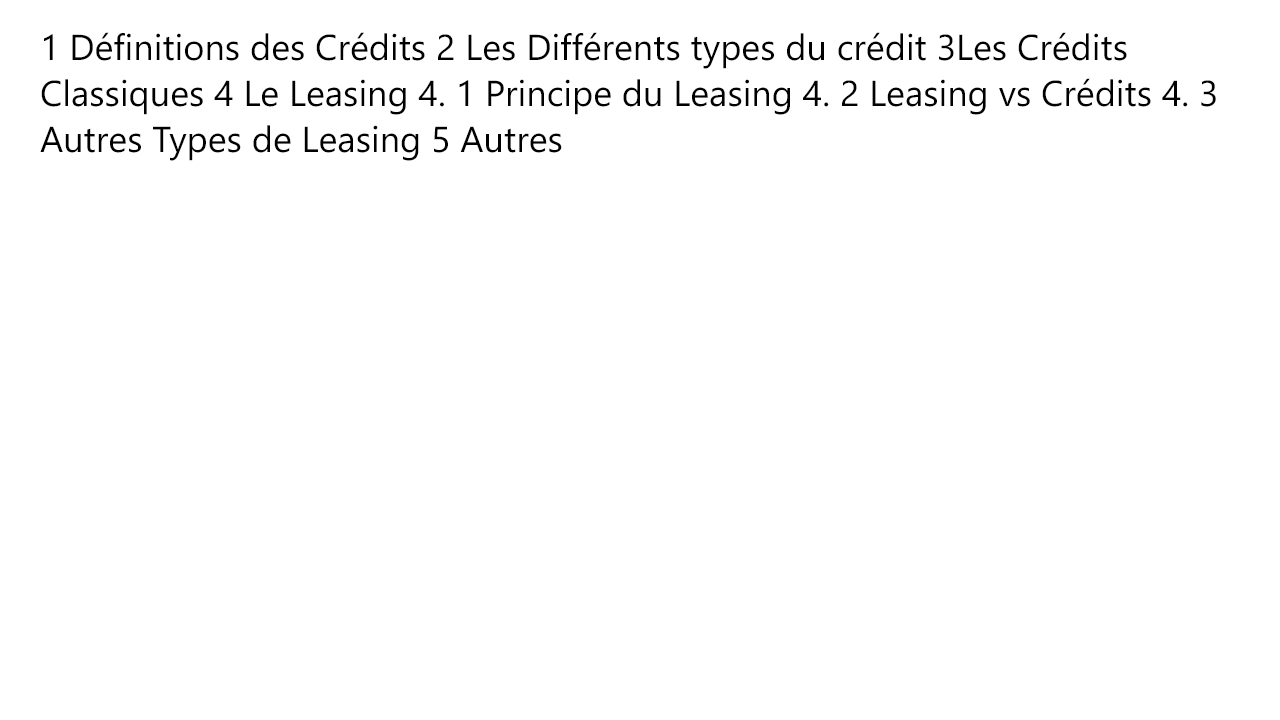 1 Définitions des Crédits 2 Les Différents types du crédit 3Les Crédits
Classiques 4 Le Leasing 4. 1 Principe du Leasing 4. 2 Leasing vs Crédits 4. 3
Autres Types de Leasing 5 Autres